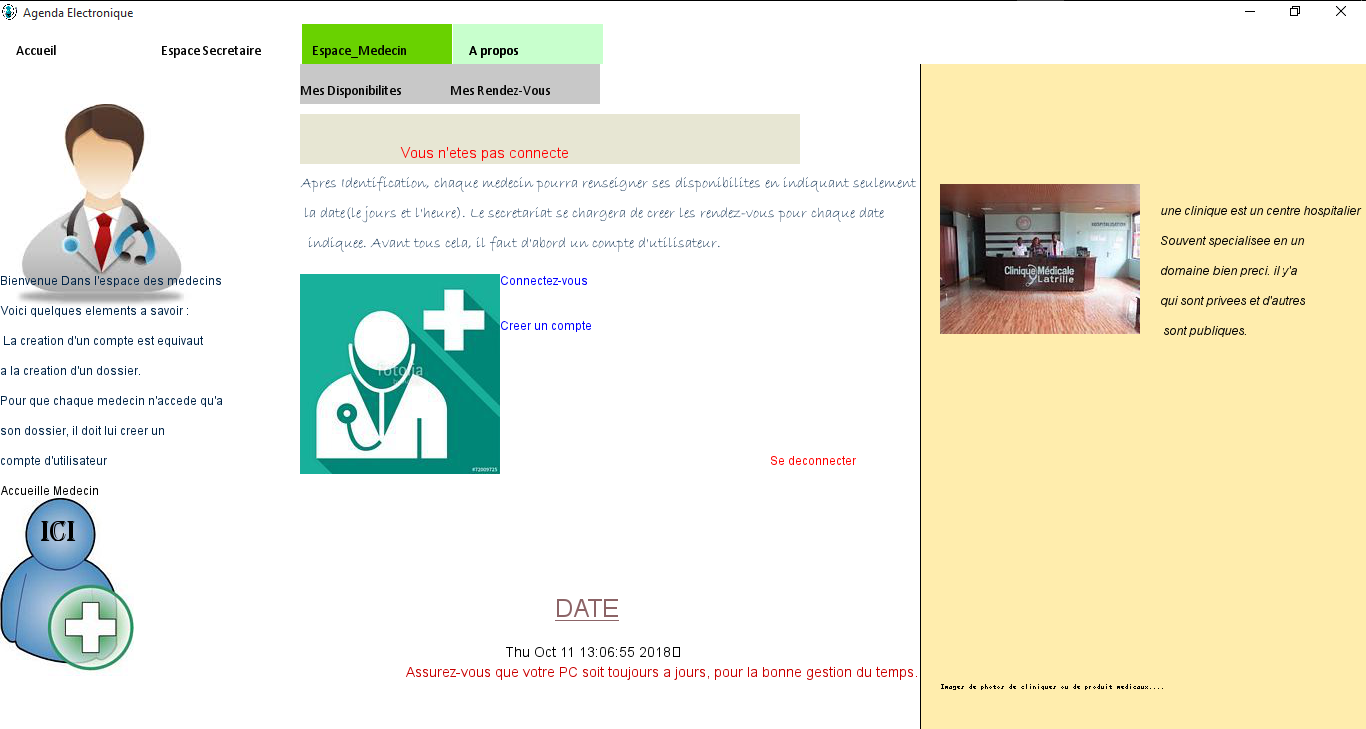 Agenda Electronique
Accueil
Espace Secretaire
Espace_Medecin
A propos
Mes Disponibilites
Mes Rendez-Vous
Vous n'etes pas connecte
Apres Identification, chaque medecin pourra renseigner ses disponibilites en indiquant seulement
la date(le jours et l'heure). Le secretariat se chargera de creer les rendez-vous pour chaque date
indiquee. Avant tous cela, il faut d'abord un compte d'utilisateur.
Bienvenue Dans l'espace des medecins
Voici quelques elements a savoir :
La creation d'un compte est equivaut
a la creation d'un dossier.
Pour que chaque medecin n'accede qu'a
son dossier, il doit lui creer un
compte d'utilisateur
Accueille Medecin
ICI
Connectez-vous
Creer un compte
fotolia
#72009725
Se deconnecter
DATE
Thu Oct 11 13:06:55 2018
Assurez-vous que votre PC soit toujours a jours, pour la bonne gestion du temps.
HOSPITALISATION
Clinique Médicale
Latrille
une clinique est un centre hospitalier
Souvent specialisee en un
domaine bien preci. il y'a
qui sont privees et d'autres
sont publiques.
Images de photos de cliniques ou de produit medicaux....